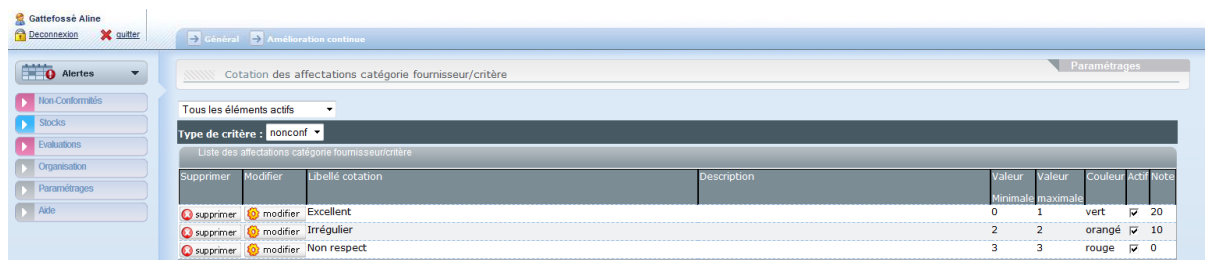 Gattefossè Aline
Deconnexion quitter
Général Amélioration continue
Alertes
Non-Conformités
Stocks
Evaluations
Organisation
Paramétrages
Aide
Paramétrages
Cotation des affectations catégorie fournisseur/critère
Tous les éléments actifs
Type de critère : nonconf
Liste des affectations catégorie fournisseur/critère
Supprimer Modifier Libellé cotation Description Valeur Minimale Valeur maximale Couleur Actif Note
supprimer modifier Excellent 0 1 vert 20
supprimer modifier Irrégulier 2 2 orangé 10
supprimer modifier Non respect 3 3 rouge 0